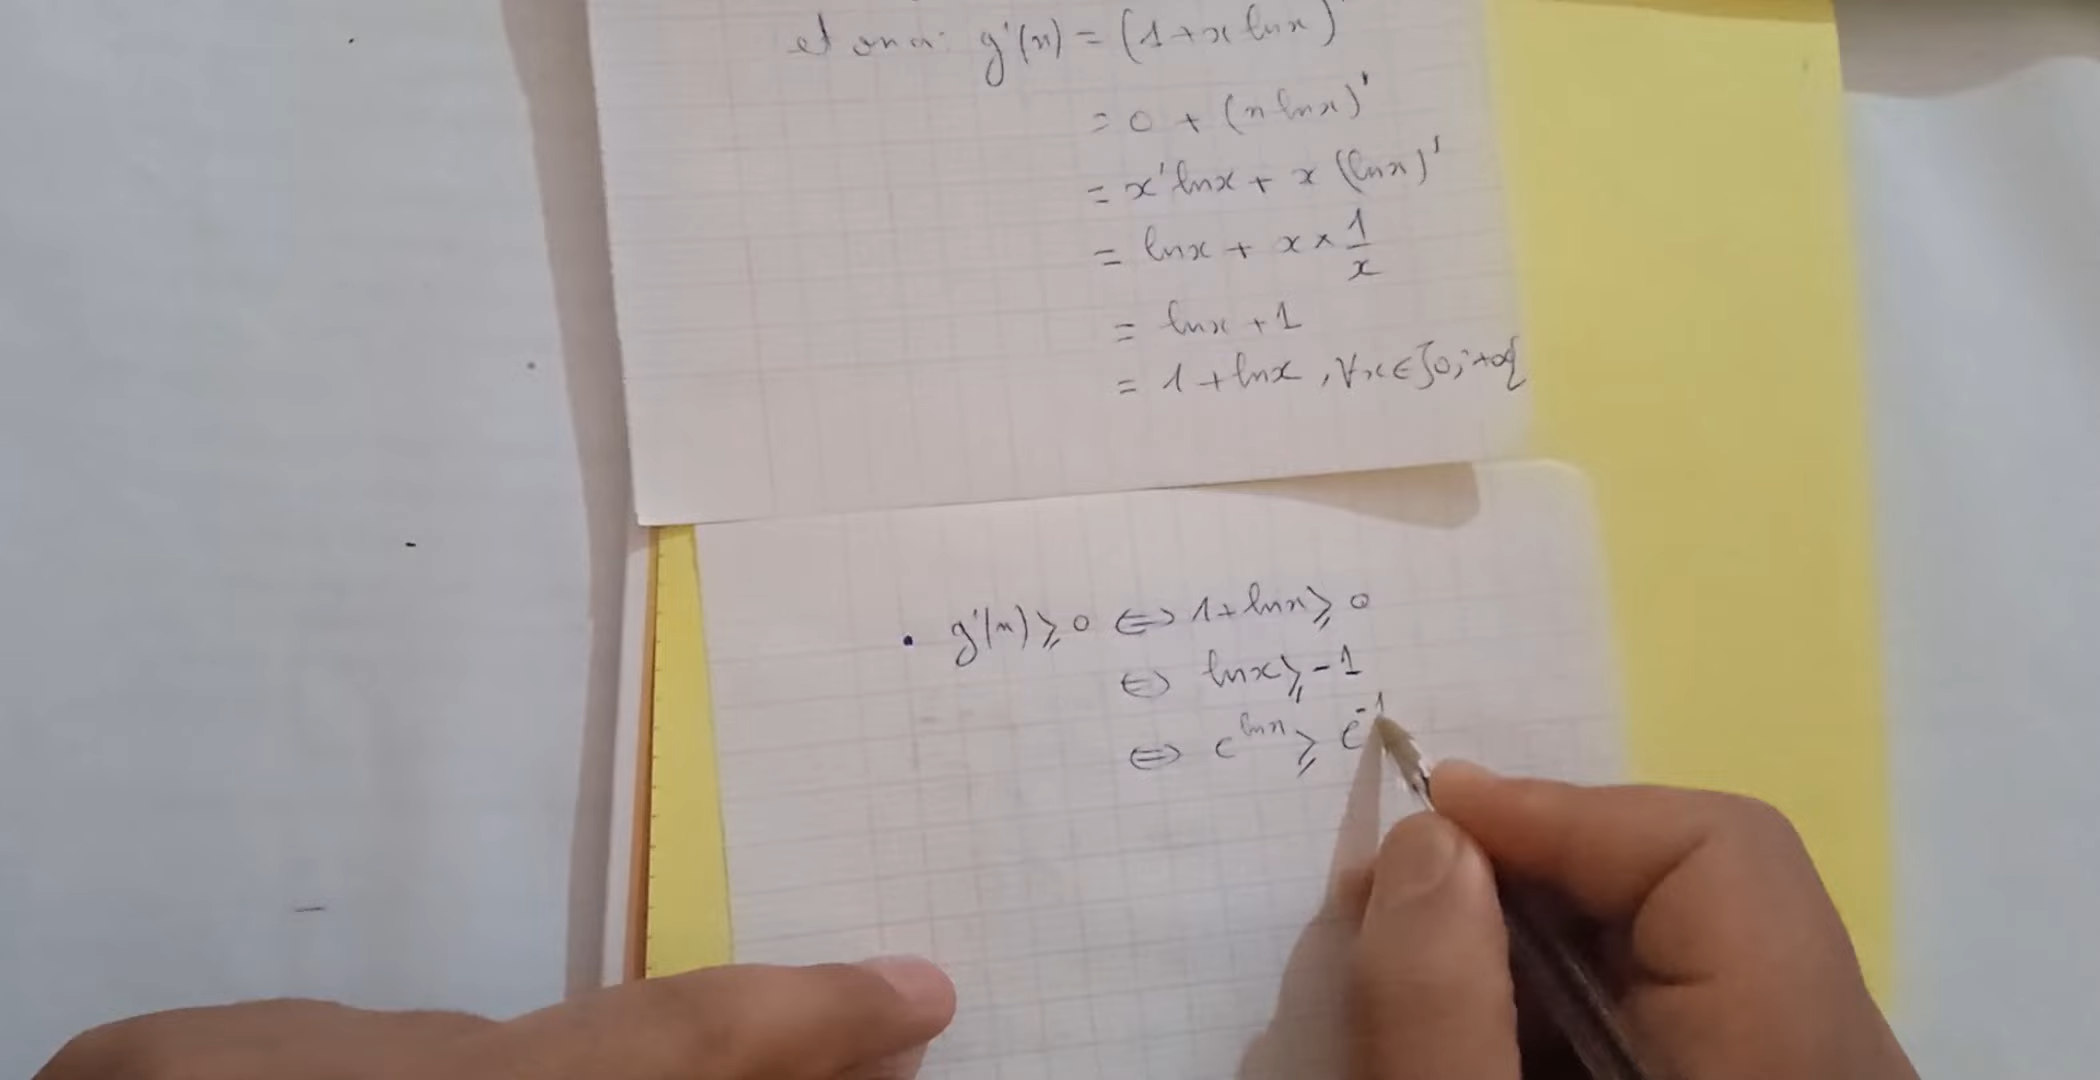 et on a: g'(x) = (1 + x ln x)'
= 0 + (x ln x)'
= x' ln x + x (ln x)'
= ln x + x × 1/x
= ln x + 1
= 1 + ln x, ∀x ∈ ]0; +∞[
• g'(x) ⩾ 0 ⇔ 1 + ln x ⩾ 0
⇔ ln x ⩾ -1
⇔ e^{ln x} ⩾ e^{-1}